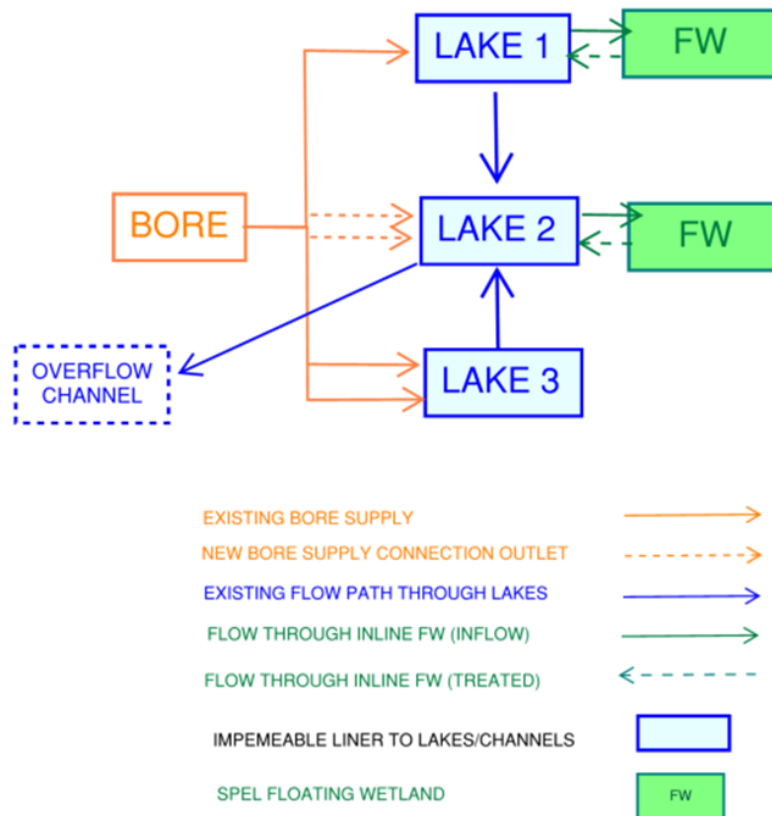 LAKE 1
FW
BORE
LAKE 2
FW
OVERFLOW
CHANNEL
LAKE 3
EXISTING BORE SUPPLY
NEW BORE SUPPLY CONNECTION OUTLET
EXISTING FLOW PATH THROUGH LAKES
FLOW THROUGH INLINE FW (INFLOW)
FLOW THROUGH INLINE FW (TREATED)
IMPEMEABLE LINER TO LAKES/CHANNELS
SPEL FLOATING WETLAND
FW